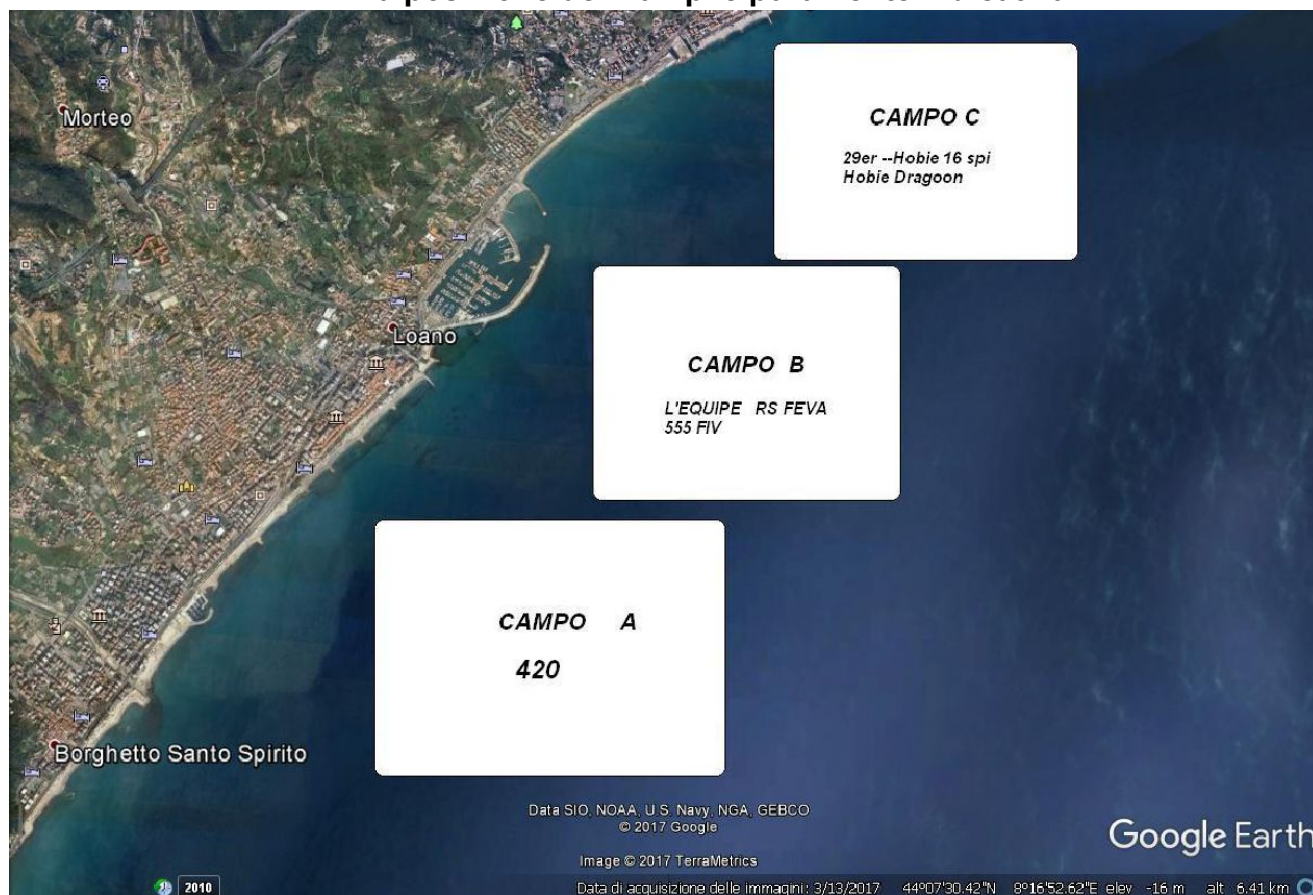 CAMPO C
29er --Hobie 16 spi
Hobie Dragoon
Morteo
Loano
CAMPO B
L'EQUIPE RS FEVA
555 FIV
CAMPO A
420
Borghetto Santo Spirito
Data SIO, NOAA, U.S. Navy, NGA, GEBCO
© 2017 Google
Image © 2017 TerraMetrics
Google Earth
2010
Data di acquisizione delle immagini: 3/13/2017 44°07'30.42"N 8°16'52.62"E elev -16 m alt 6.41 km